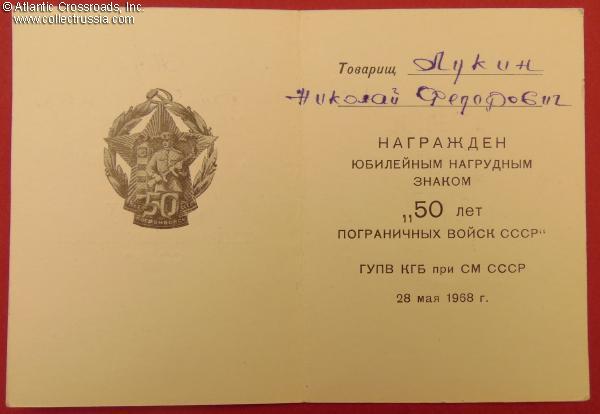 © Atlantic Crossroads, Inc.
www.collectrussia.com
50
Товарищ Лукин
Николай Федорович
НАГРАЖДЕН
ЮБИЛЕЙНЫМ НАГРУДНЫМ
ЗНАКОМ
„50 лет
ПОГРАНИЧНЫХ ВОЙСК СССР“
ГУПВ КГБ при СМ СССР
28 мая 1968 г.